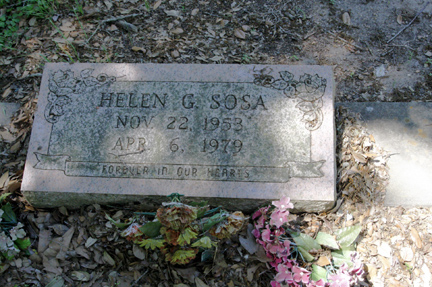 HELEN G. SOSA
NOV. 22, 1953
APR. 6, 1979
FOREVER IN OUR HEARTS